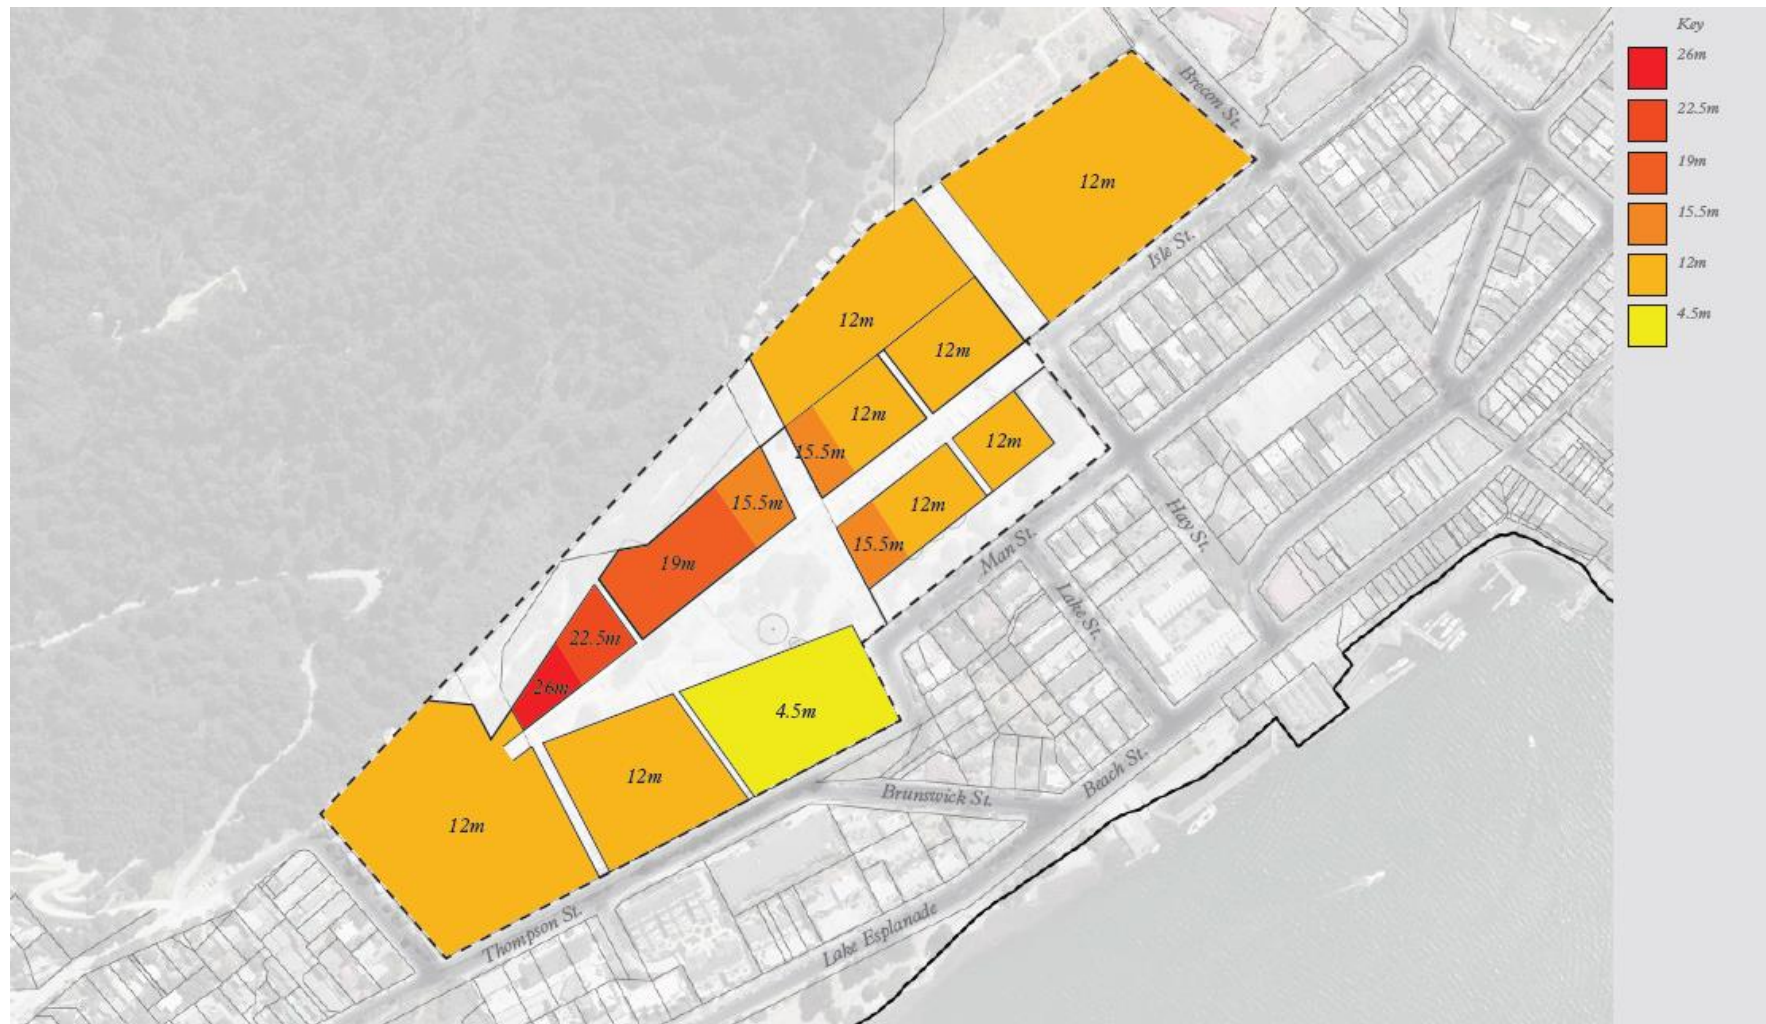 Key
26m
22.5m
19m
15.5m
12m
4.5m
Brecon St.
12m
Isle St.
12m
12m
12m
12m
15.5m
15.5m
12m
15.5m
19m
Hay St.
Man St.
Lake St.
22.5m
26m
4.5m
12m
Beach St.
Brunswick St.
12m
Thompson St.
Lake Esplanade